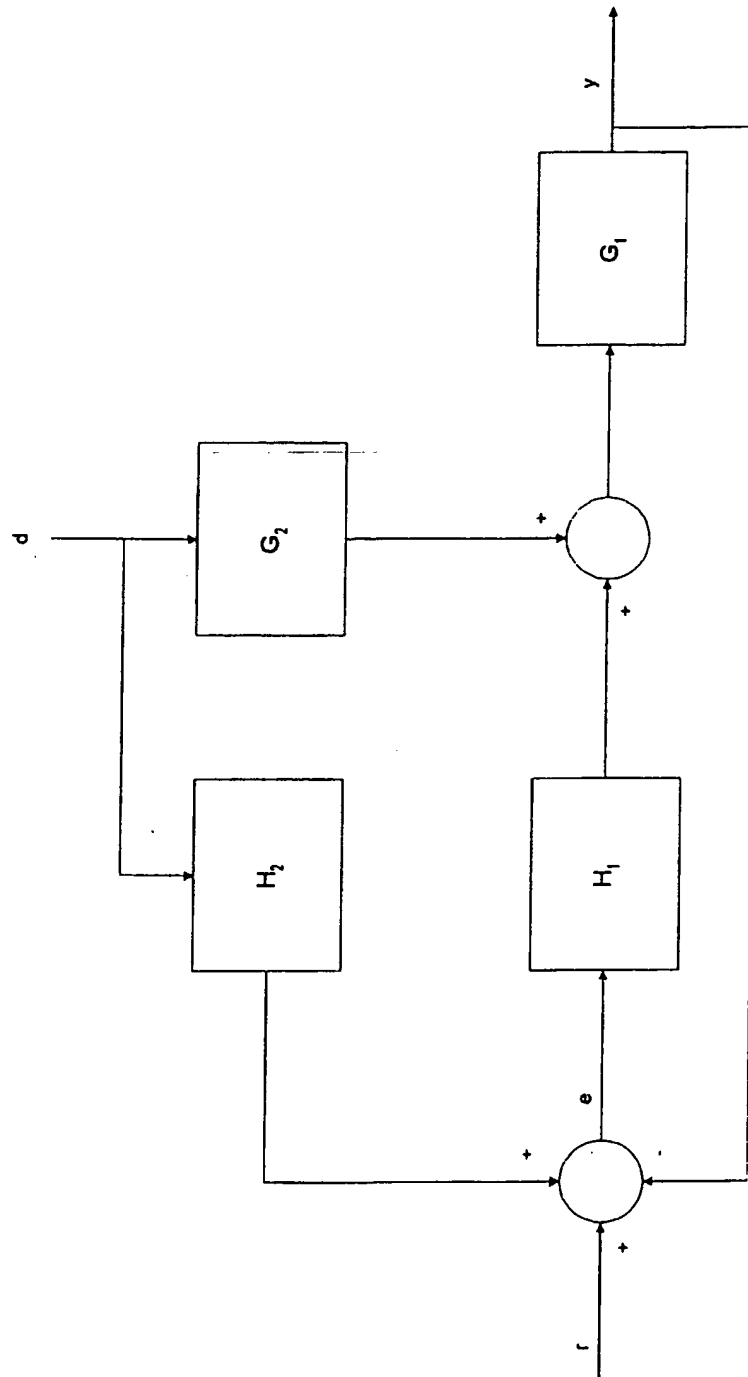 d
H₂
G₂
+
+
+
-
+
r
e
H₁
G₁
y